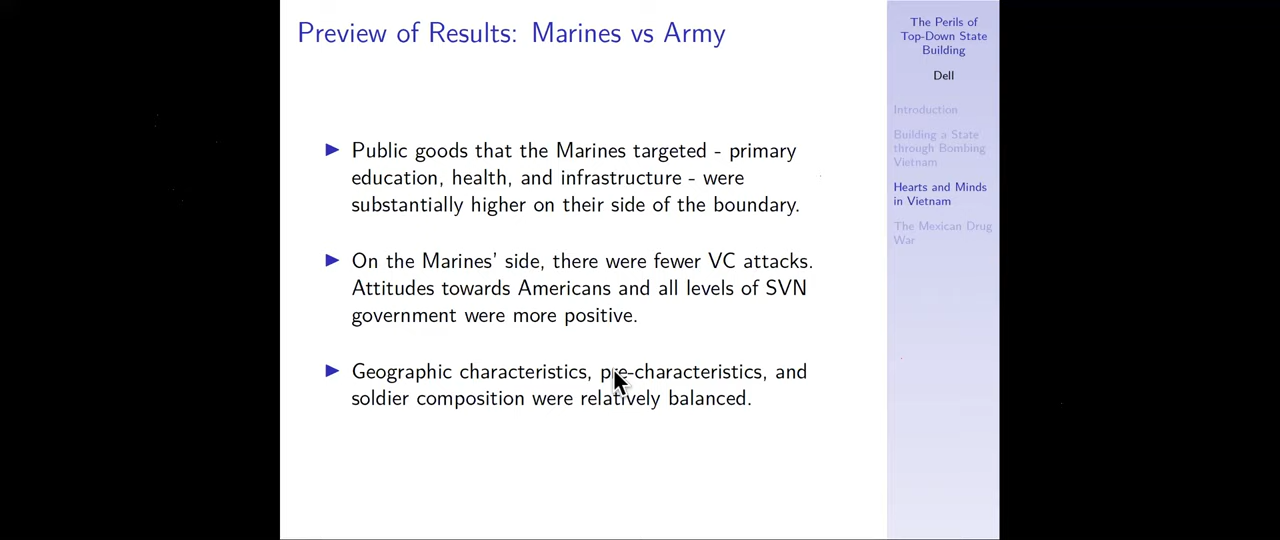 Preview of Results: Marines vs Army
Public goods that the Marines targeted - primary
education, health, and infrastructure - were
substantially higher on their side of the boundary.
On the Marines' side, there were fewer VC attacks.
Attitudes towards Americans and all levels of SVN
government were more positive.
Geographic characteristics, pre-characteristics, and
soldier composition were relatively balanced.
The Perils of
Top-Down State
Building
Dell
Introduction
Building a State
through Bombing
Vietnam
Hearts and Minds
in Vietnam
The Mexican Drug
War